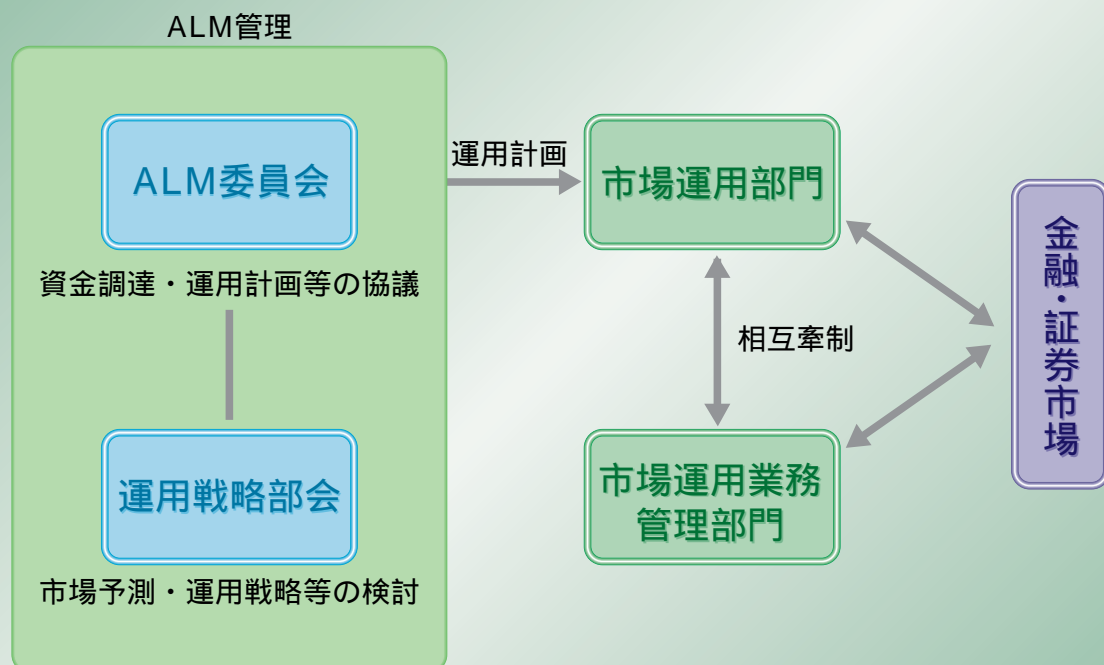 ALM管理
ALM委員会
資金調達・運用計画等の協議
運用戦略部会
市場予測・運用戦略等の検討
運用計画
市場運用部門
相互牽制
市場運用業務
管理部門
金融・証券市場